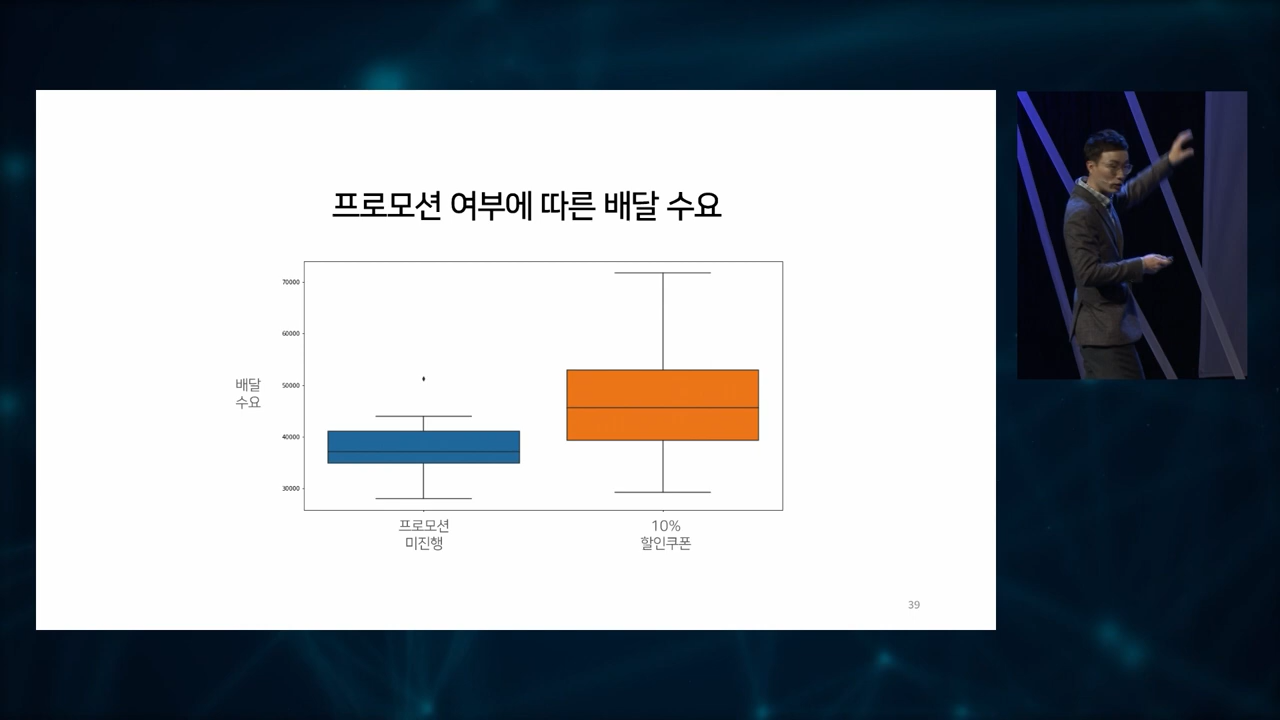 프로모션 여부에 따른 배달 수요
70000
60000
50000
40000
30000
배달
수요
프로모션
미진행
10%
할인쿠폰
39